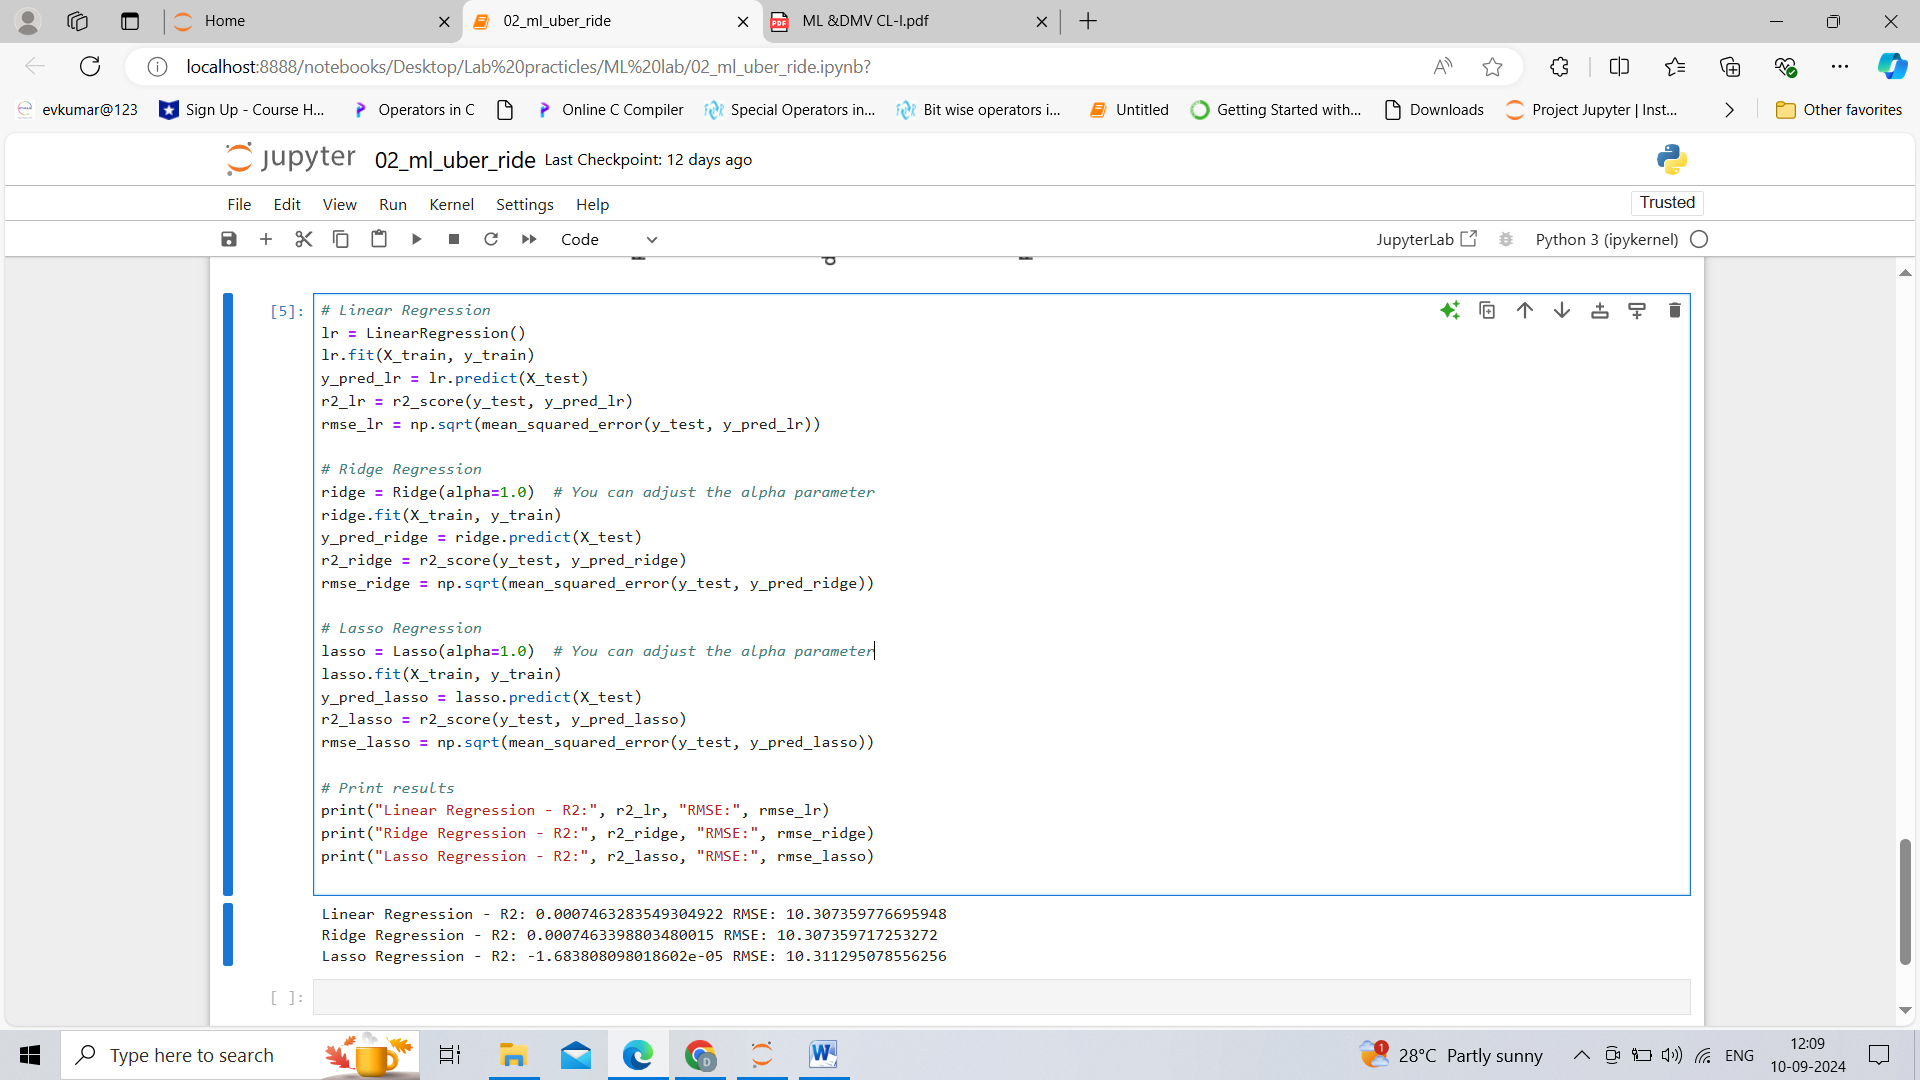 Home
02_ml_uber_ride
ML &DMV CL-I.pdf
localhost:8888/notebooks/Desktop/Lab%20practicles/ML%20lab/02_ml_uber_ride.ipynb?
evkumar@123
Sign Up - Course H...
Operators in C
Online C Compiler
Special Operators in...
Bit wise operators i...
Untitled
Getting Started with...
Downloads
Project Jupyter | Inst...
Other favorites
jupyter 02_ml_uber_ride Last Checkpoint: 12 days ago
File Edit View Run Kernel Settings Help
Trusted
Code
JupyterLab
Python 3 (ipykernel)
[5]:
# Linear Regression
lr = LinearRegression()
lr.fit(X_train, y_train)
y_pred_lr = lr.predict(X_test)
r2_lr = r2_score(y_test, y_pred_lr)
rmse_lr = np.sqrt(mean_squared_error(y_test, y_pred_lr))
# Ridge Regression
ridge = Ridge(alpha=1.0)  # You can adjust the alpha parameter
ridge.fit(X_train, y_train)
y_pred_ridge = ridge.predict(X_test)
r2_ridge = r2_score(y_test, y_pred_ridge)
rmse_ridge = np.sqrt(mean_squared_error(y_test, y_pred_ridge))
# Lasso Regression
lasso = Lasso(alpha=1.0)  # You can adjust the alpha parameter
lasso.fit(X_train, y_train)
y_pred_lasso = lasso.predict(X_test)
r2_lasso = r2_score(y_test, y_pred_lasso)
rmse_lasso = np.sqrt(mean_squared_error(y_test, y_pred_lasso))
# Print results
print("Linear Regression - R2:", r2_lr, "RMSE:", rmse_lr)
print("Ridge Regression - R2:", r2_ridge, "RMSE:", rmse_ridge)
print("Lasso Regression - R2:", r2_lasso, "RMSE:", rmse_lasso)
Linear Regression - R2: 0.0007463283549304922 RMSE: 10.307359776695948
Ridge Regression - R2: 0.0007463398803480015 RMSE: 10.307359717253272
Lasso Regression - R2: -1.683808098018602e-05 RMSE: 10.311295078556256
[ ]:
Type here to search
1
28°C Partly sunny
ENG
12:09
10-09-2024